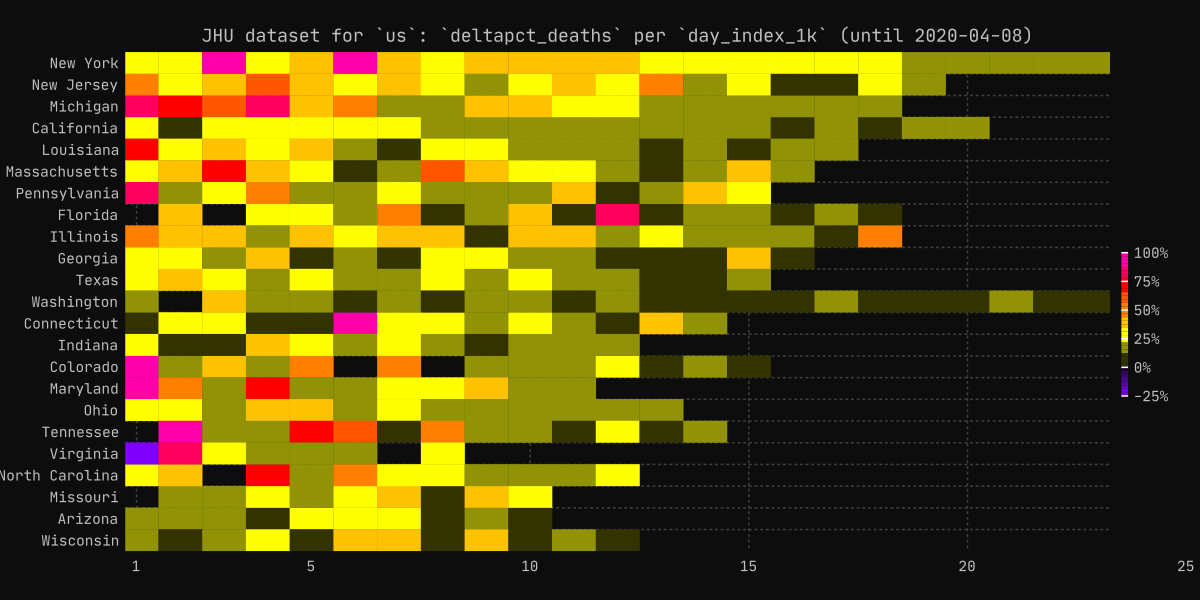 JHU dataset for `us`: `deltapct_deaths` per `day_index_1k` (until 2020-04-08)
New York
New Jersey
Michigan
California
Louisiana
Massachusetts
Pennsylvania
Florida
Illinois
Georgia
Texas
Washington
Connecticut
Indiana
Colorado
Maryland
Ohio
Tennessee
Virginia
North Carolina
Missouri
Arizona
Wisconsin
1 5 10 15 20 25
100%
75%
50%
25%
0%
-25%